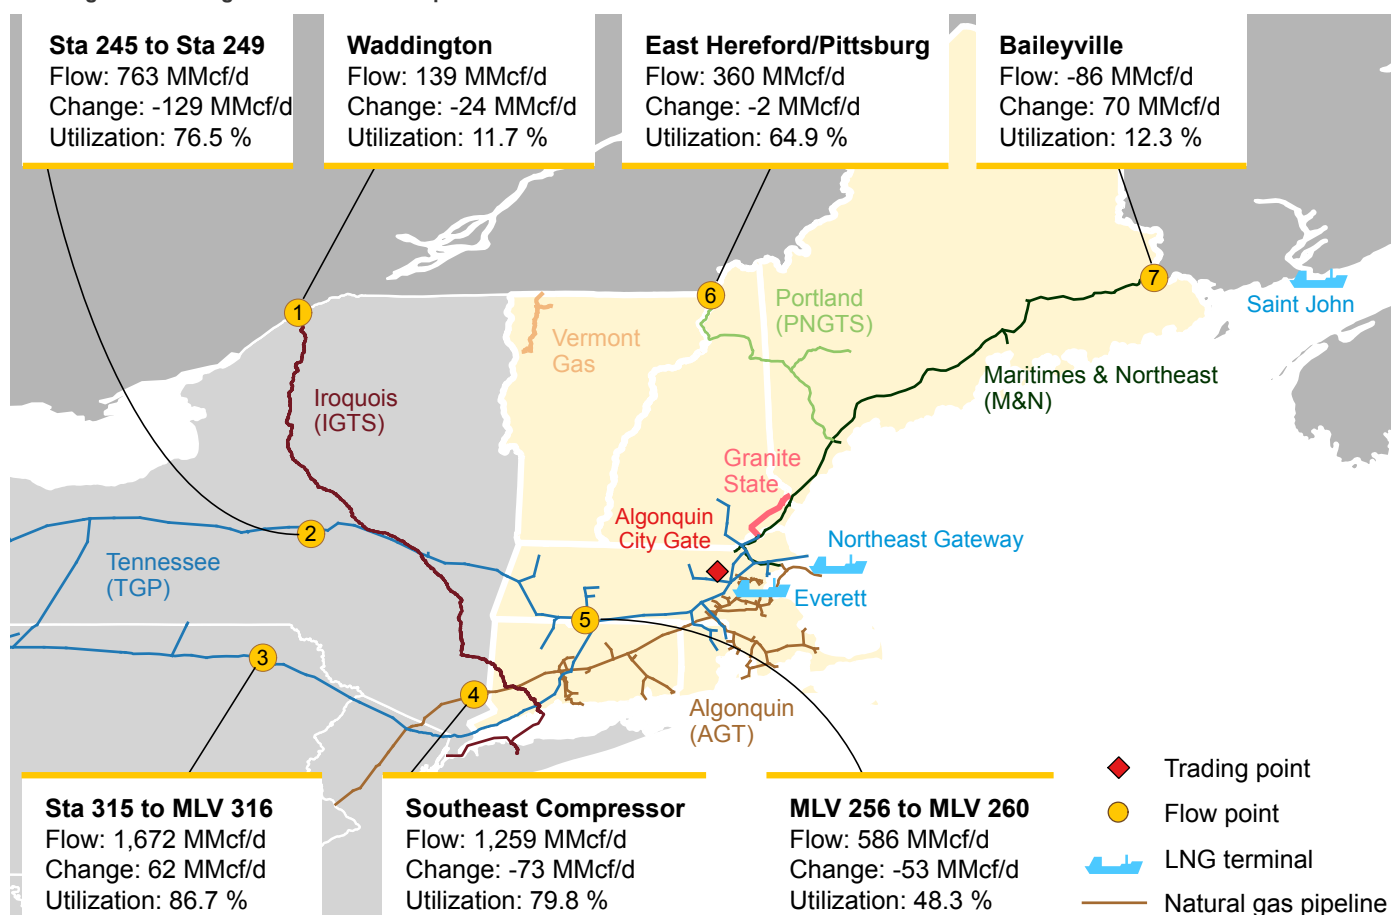 Sta 245 to Sta 249
Flow: 763 MMcf/d
Change: -129 MMcf/d
Utilization: 76.5 %
Waddington
Flow: 139 MMcf/d
Change: -24 MMcf/d
Utilization: 11.7 %
East Hereford/Pittsburg
Flow: 360 MMcf/d
Change: -2 MMcf/d
Utilization: 64.9 %
Baileyville
Flow: -86 MMcf/d
Change: 70 MMcf/d
Utilization: 12.3 %
1
6
7
Saint John
Portland
(PNGTS)
Vermont
Gas
Maritimes & Northeast
(M&N)
Iroquois
(IGTS)
Granite
State
Algonquin
City Gate
2
Northeast Gateway
Tennessee
(TGP)
Everett
5
3
4
Algonquin
(AGT)
Sta 315 to MLV 316
Flow: 1,672 MMcf/d
Change: 62 MMcf/d
Utilization: 86.7 %
Southeast Compressor
Flow: 1,259 MMcf/d
Change: -73 MMcf/d
Utilization: 79.8 %
MLV 256 to MLV 260
Flow: 586 MMcf/d
Change: -53 MMcf/d
Utilization: 48.3 %
Trading point
Flow point
LNG terminal
Natural gas pipeline